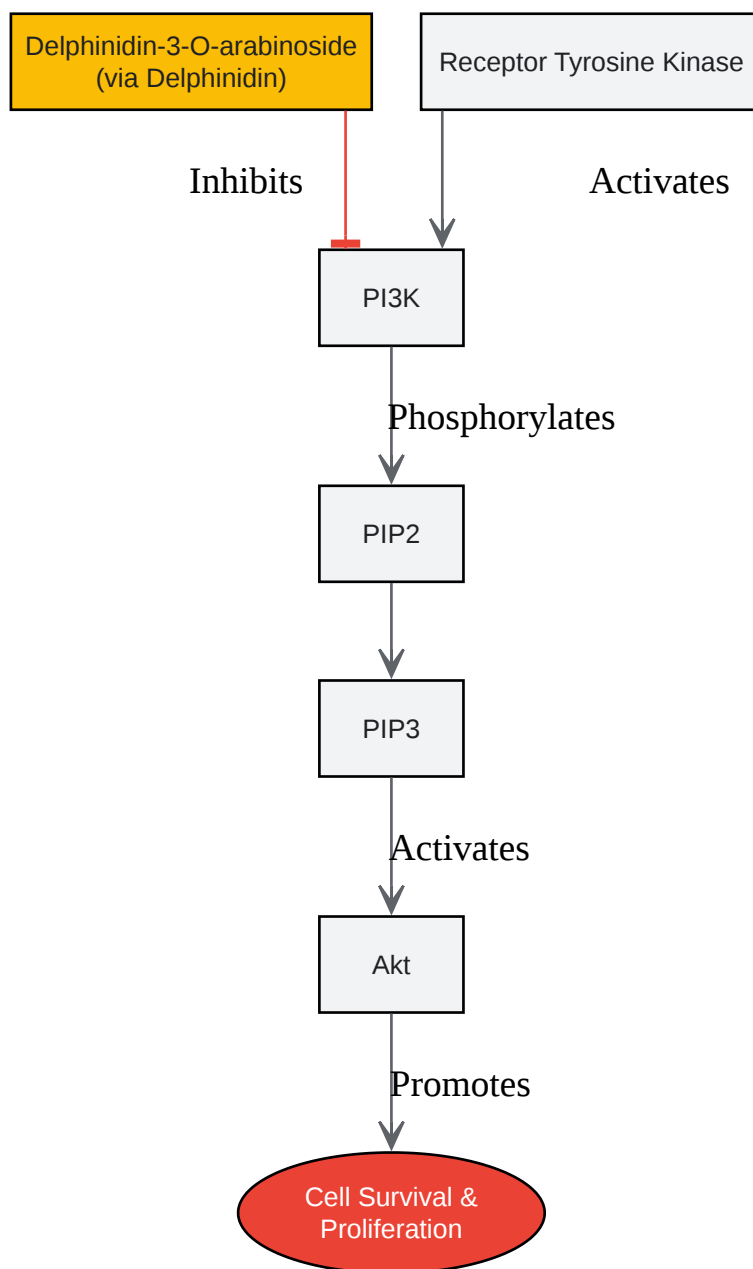 Delphinidin-3-O-arabinoside
(via Delphinidin)
Receptor Tyrosine Kinase
Inhibits
Activates
PI3K
Phosphorylates
PIP2
PIP3
Activates
Akt
Promotes
Cell Survival &
Proliferation